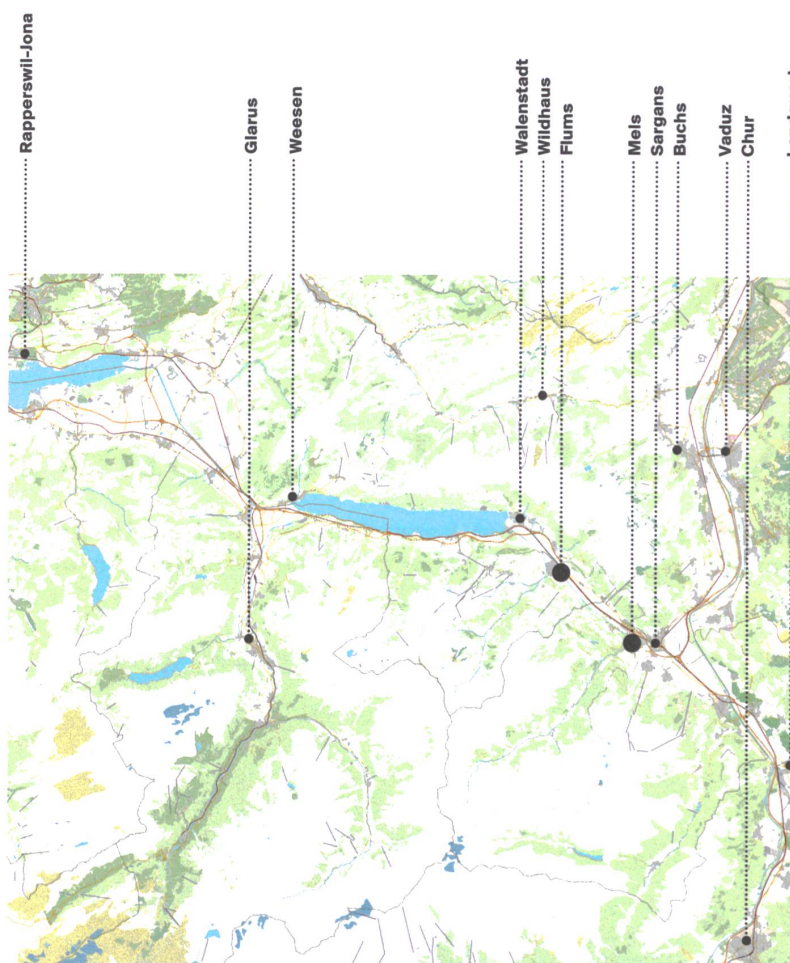 Rapperswil-Jona
Glarus
Weesen
Walenstadt
Wildhaus
Flums
Mels
Sargans
Buchs
Vaduz
Chur